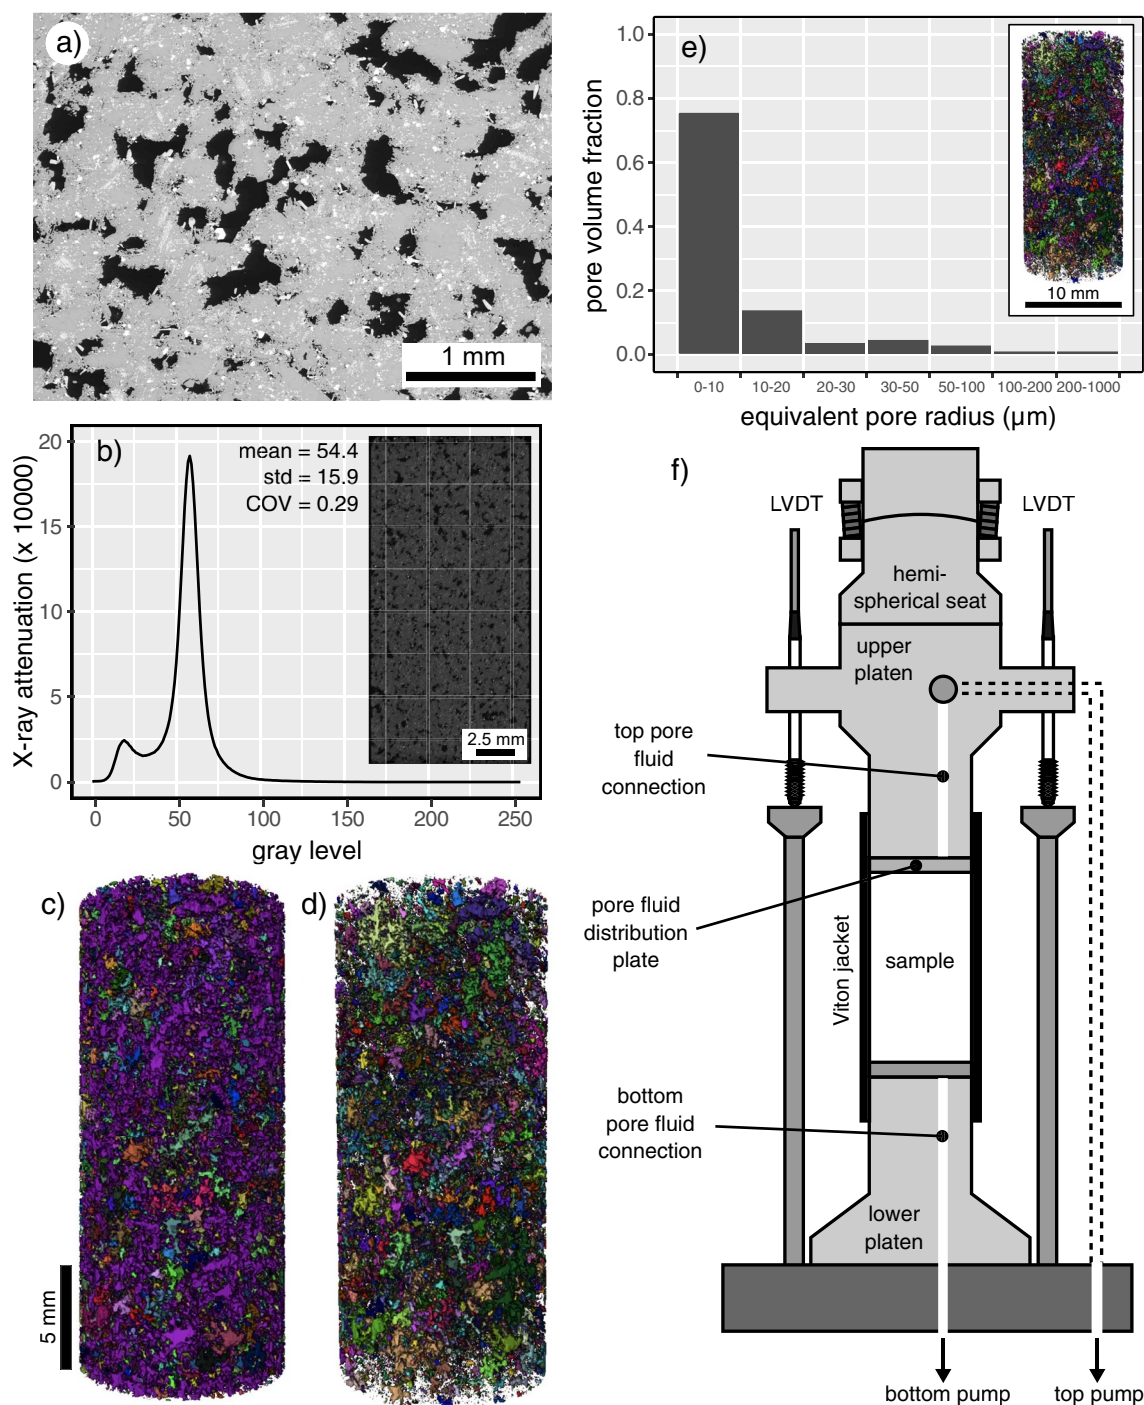 a)
1 mm
e)
pore volume fraction
1.0
0.8
0.6
0.4
0.2
0.0
10 mm
0-10
10-20
20-30
30-50
50-100
100-200
200-1000
equivalent pore radius (µm)
b)
mean = 54.4
std = 15.9
COV = 0.29
X-ray attenuation (x 10000)
20
15
10
5
0
2.5 mm
0
50
100
150
200
250
gray level
c)
d)
5 mm
f)
LVDT
LVDT
hemi-
spherical seat
upper
platen
top pore
fluid
connection
pore fluid
distribution
plate
Viton jacket
sample
bottom
pore fluid
connection
lower
platen
bottom pump
top pump